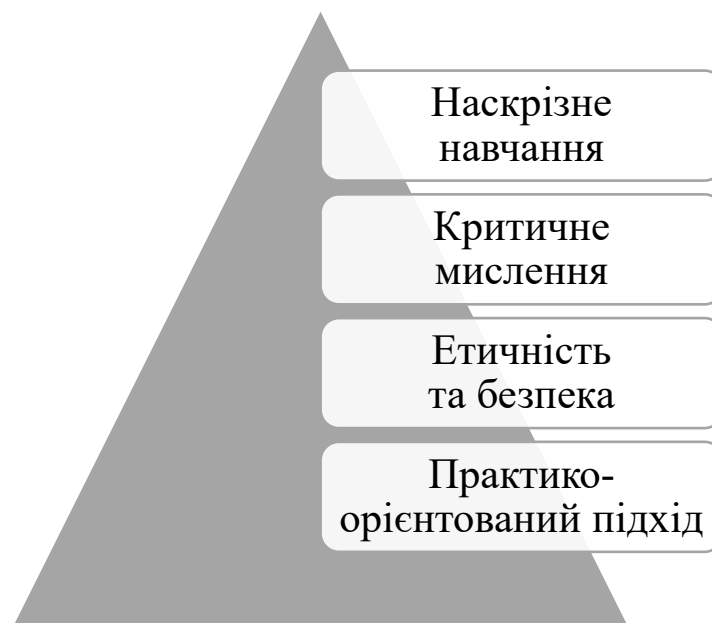 Наскрізне
навчання
Критичне
мислення
Етичність
та безпека
Практико-
орієнтований підхід